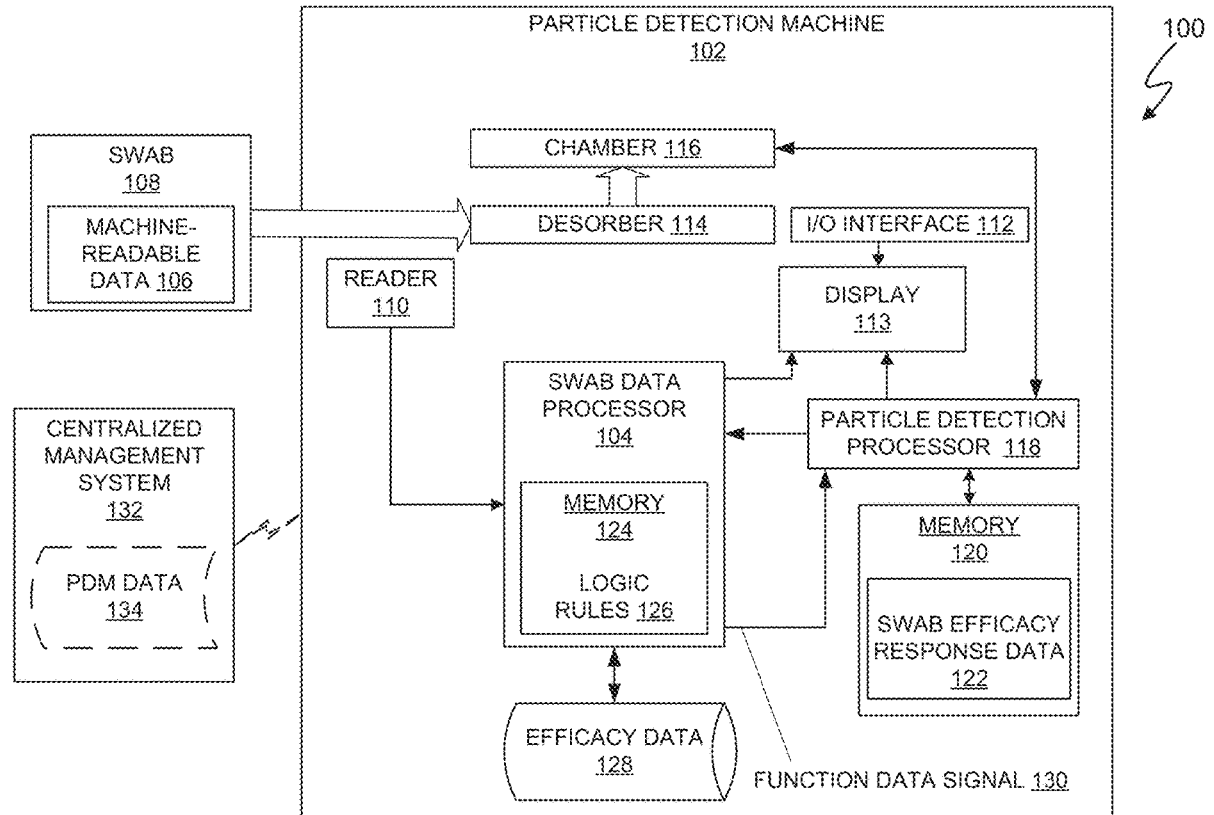 PARTICLE DETECTION MACHINE
102
100
SWAB
108
MACHINE-
READABLE
DATA 106
CHAMBER 116
DESORBER 114
I/O INTERFACE 112
READER
110
DISPLAY
113
SWAB DATA
PROCESSOR
104
PARTICLE DETECTION
PROCESSOR 118
CENTRALIZED
MANAGEMENT
SYSTEM
132
PDM DATA
134
MEMORY
124
LOGIC
RULES 126
MEMORY
120
SWAB EFFICACY
RESPONSE DATA
122
EFFICACY DATA
128
FUNCTION DATA SIGNAL 130